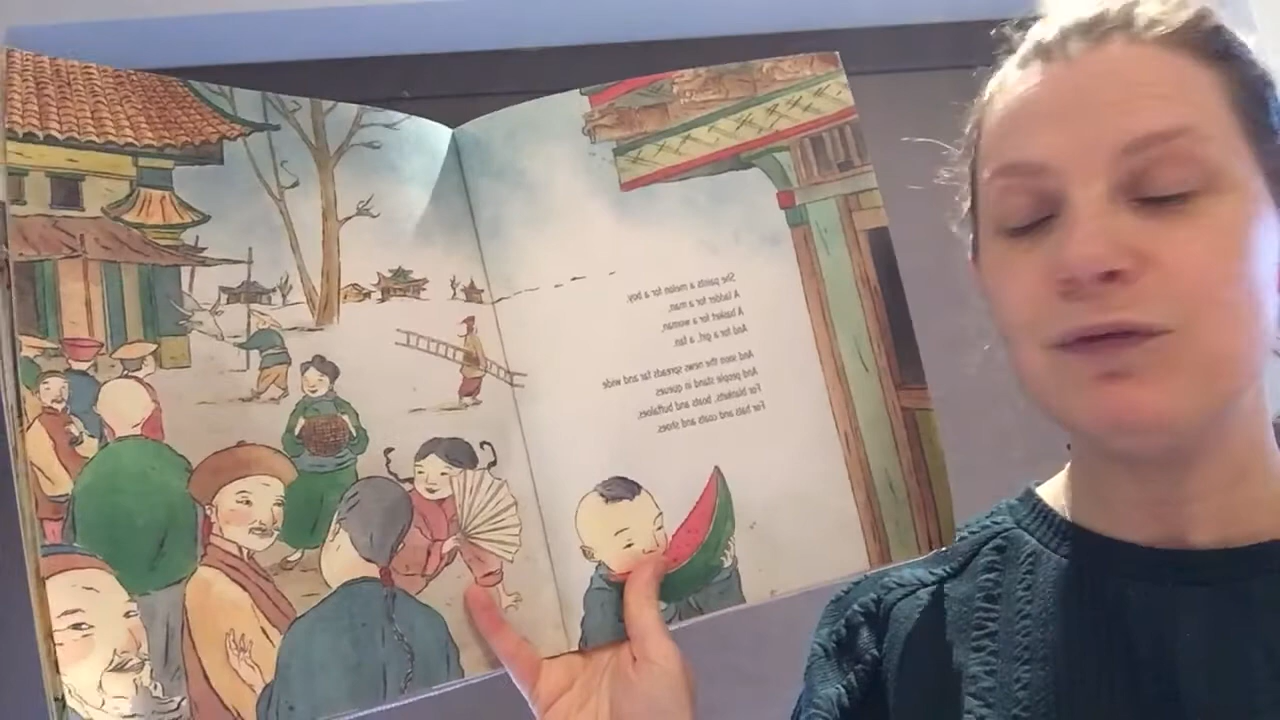 She paints a melon for a boy,
A ladder for a man,
A basket for a woman,
And for a girl, a fan.
And soon the news spreads far and wide
And people stand in queues
For blankets, boats and buffaloes,
For hats and coats and shoes.